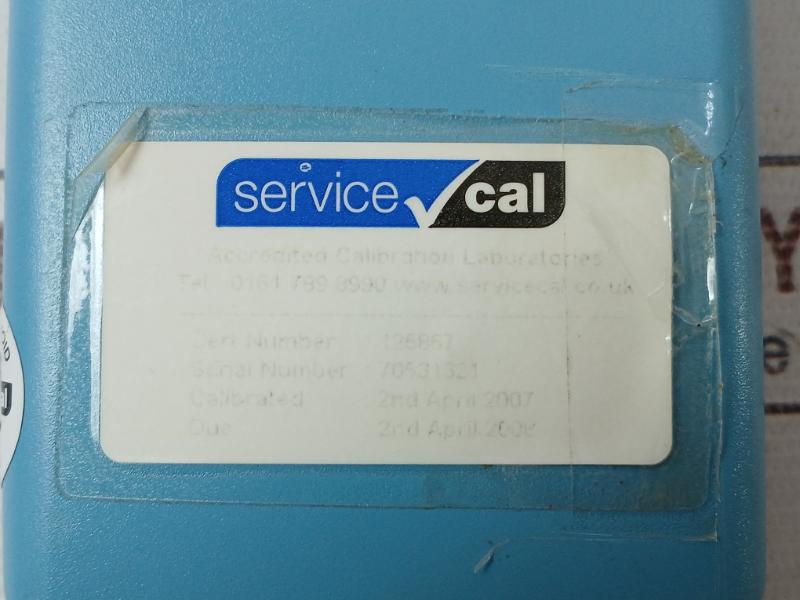 service cal
Accredited Calibration Laboratories
Tel: 0161 789 8990 www.servicecal.co.uk
Cert Number 126867
Serial Number 70531321
Calibrated 2nd April 2007
Due 2nd April 2008